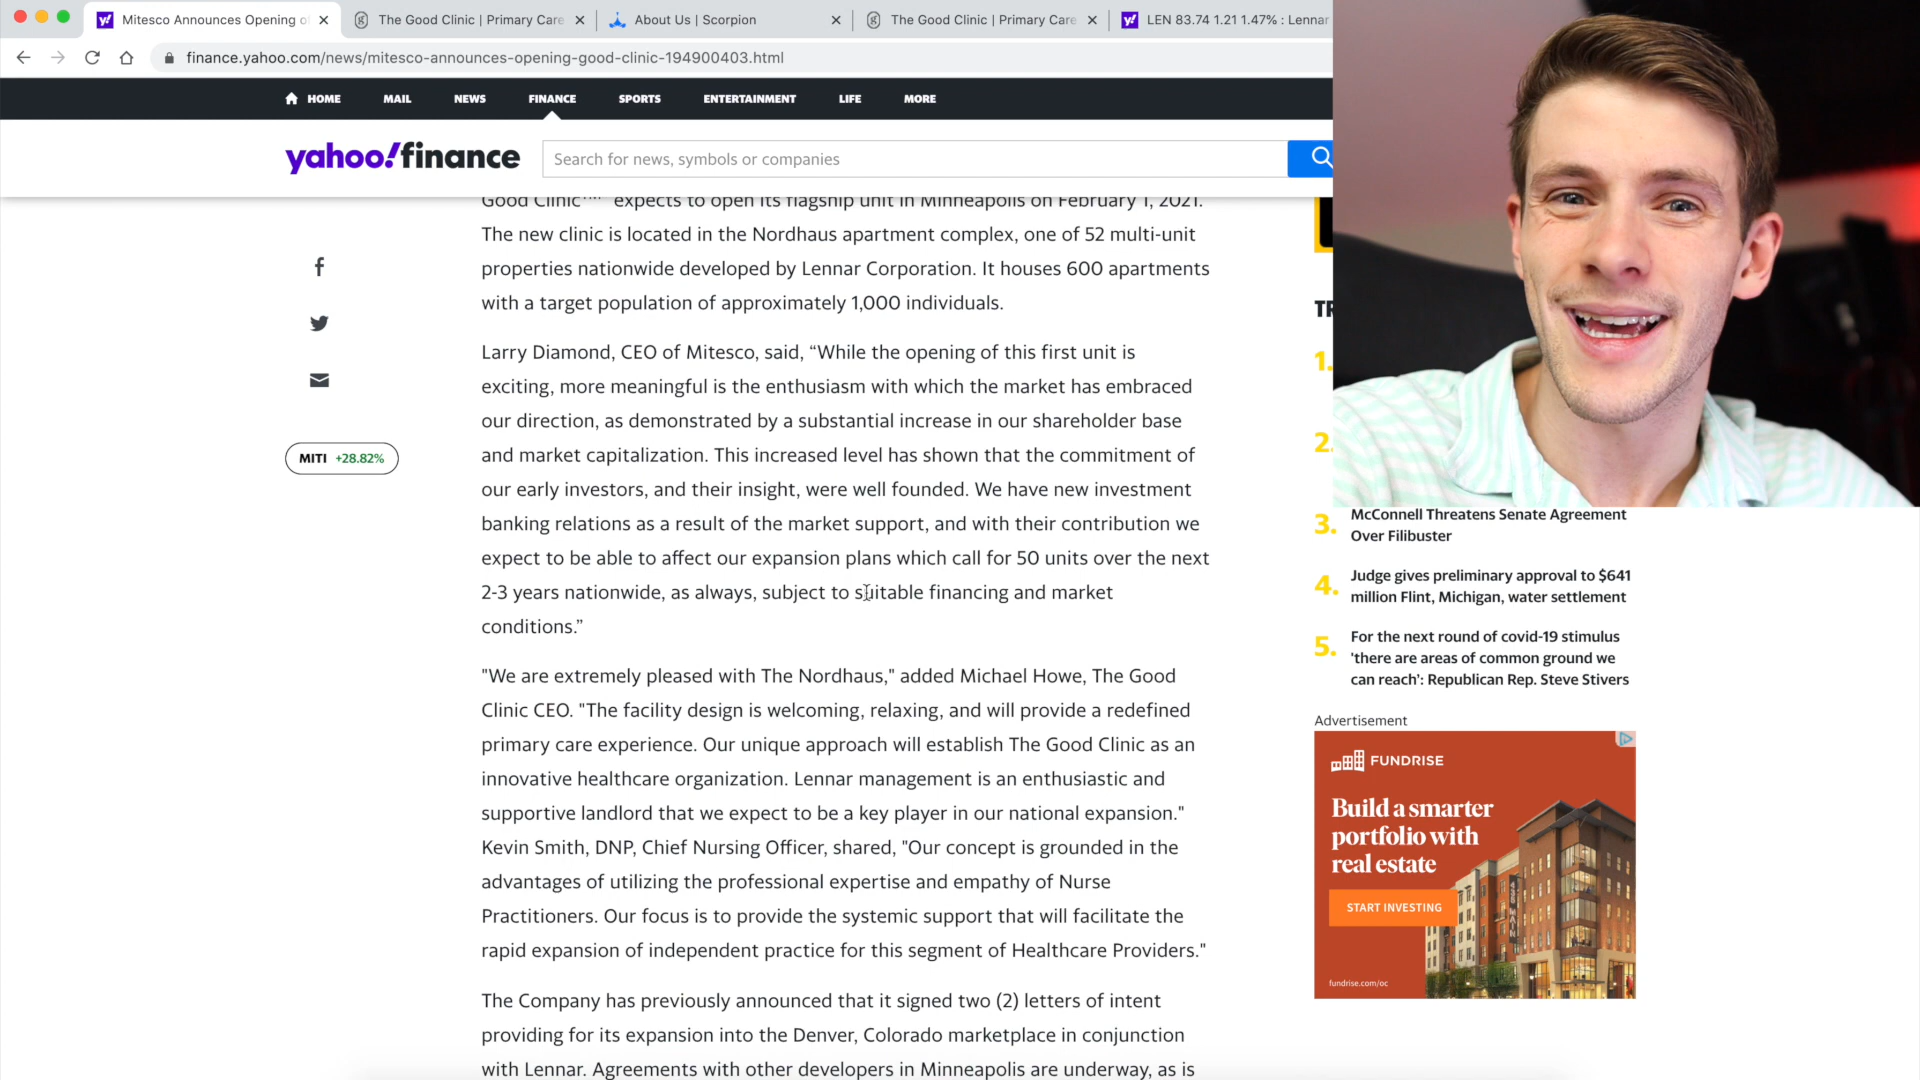 Mitesco Announces Opening o
The Good Clinic | Primary Care
About Us | Scorpion
The Good Clinic | Primary Care
LEN 83.74 1.21 1.47% : Lennar
finance.yahoo.com/news/mitesco-announces-opening-good-clinic-194900403.html
HOME
MAIL
NEWS
FINANCE
SPORTS
ENTERTAINMENT
LIFE
MORE
yahoo!finance
Search for news, symbols or companies
Good Clinic™ expects to open its flagship unit in Minneapolis on February 1, 2021.
The new clinic is located in the Nordhaus apartment complex, one of 52 multi-unit
properties nationwide developed by Lennar Corporation. It houses 600 apartments
with a target population of approximately 1,000 individuals.
Larry Diamond, CEO of Mitesco, said, “While the opening of this first unit is
exciting, more meaningful is the enthusiasm with which the market has embraced
our direction, as demonstrated by a substantial increase in our shareholder base
and market capitalization. This increased level has shown that the commitment of
our early investors, and their insight, were well founded. We have new investment
banking relations as a result of the market support, and with their contribution we
expect to be able to affect our expansion plans which call for 50 units over the next
2-3 years nationwide, as always, subject to suitable financing and market
conditions.”
"We are extremely pleased with The Nordhaus," added Michael Howe, The Good
Clinic CEO. "The facility design is welcoming, relaxing, and will provide a redefined
primary care experience. Our unique approach will establish The Good Clinic as an
innovative healthcare organization. Lennar management is an enthusiastic and
supportive landlord that we expect to be a key player in our national expansion."
Kevin Smith, DNP, Chief Nursing Officer, shared, "Our concept is grounded in the
advantages of utilizing the professional expertise and empathy of Nurse
Practitioners. Our focus is to provide the systemic support that will facilitate the
rapid expansion of independent practice for this segment of Healthcare Providers."
The Company has previously announced that it signed two (2) letters of intent
providing for its expansion into the Denver, Colorado marketplace in conjunction
with Lennar. Agreements with other developers in Minneapolis are underway, as is
MITI +28.82%
TR
1.
2.
3. McConnell Threatens Senate Agreement
Over Filibuster
4. Judge gives preliminary approval to $641
million Flint, Michigan, water settlement
5. For the next round of covid-19 stimulus
'there are areas of common ground we
can reach': Republican Rep. Steve Stivers
Advertisement
FUNDRISE
Build a smarter
portfolio with
real estate
START INVESTING
fundrise.com/oc